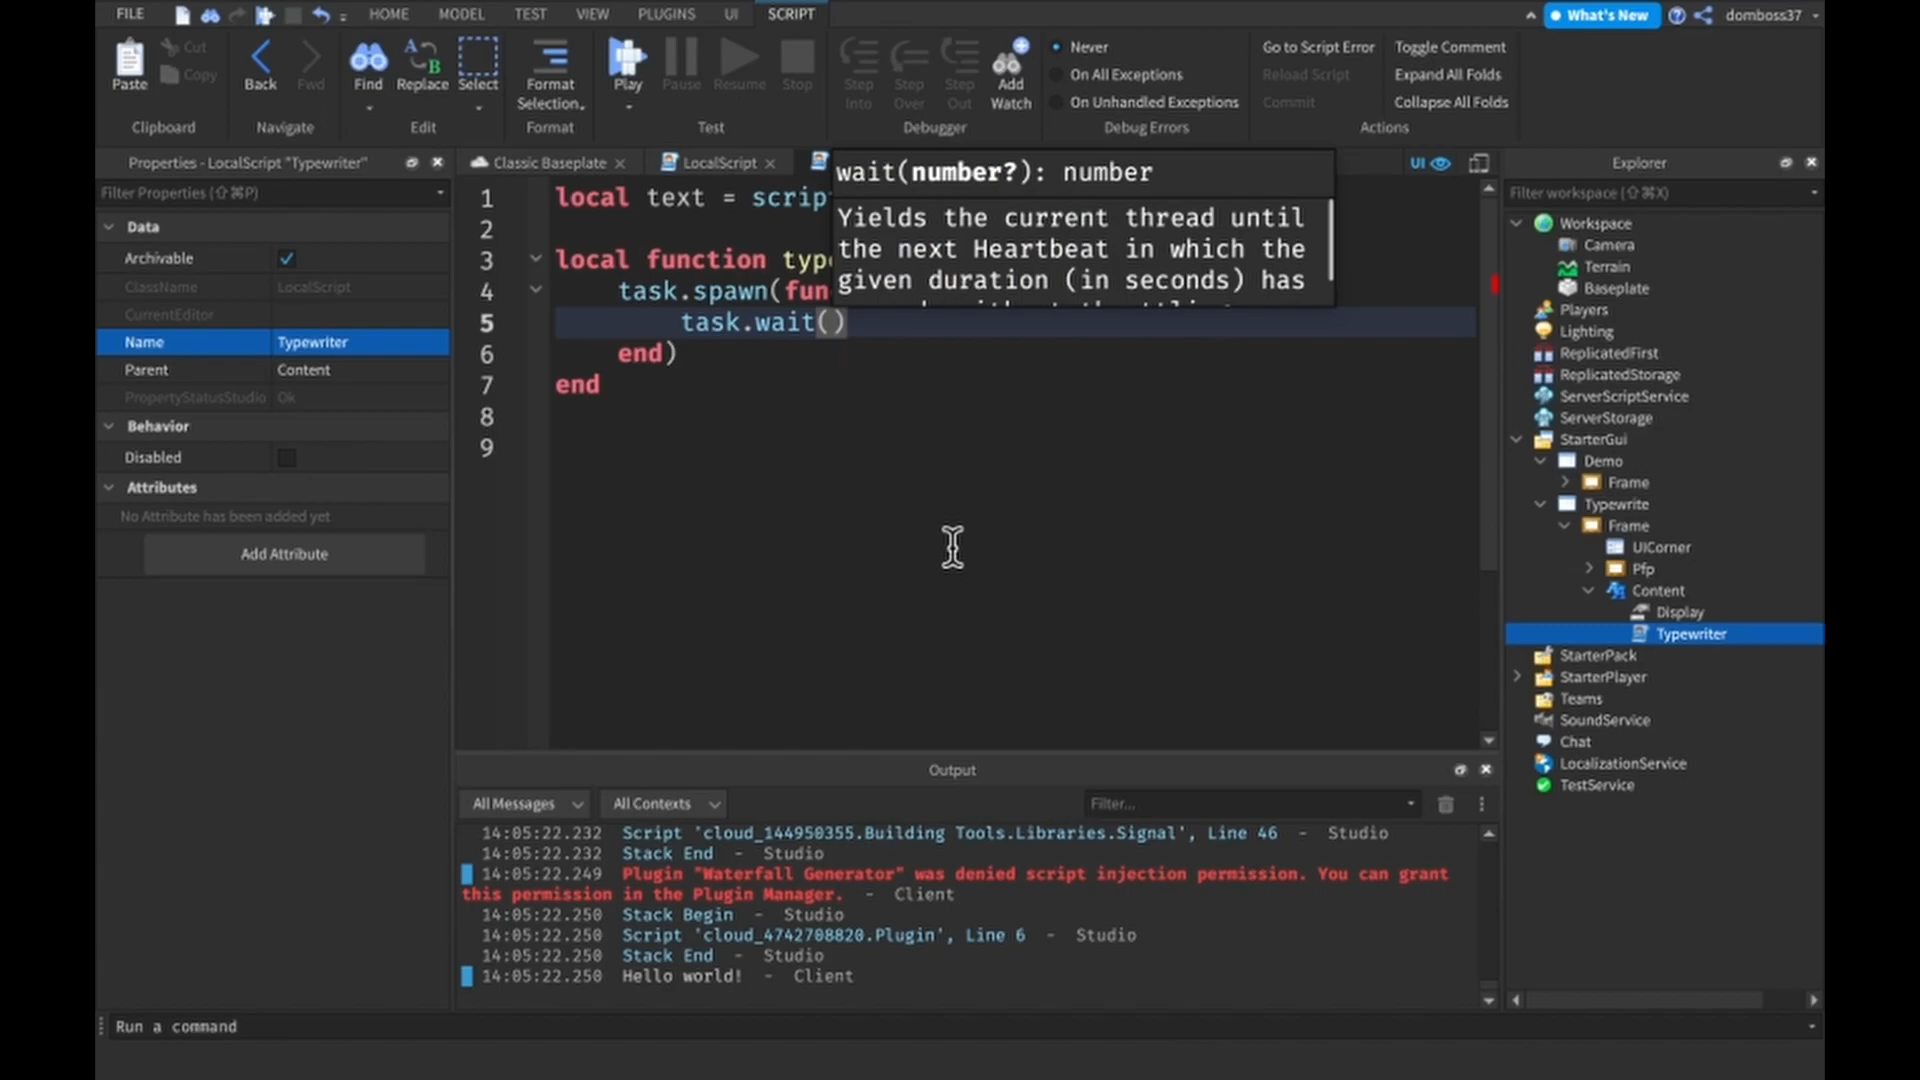 FILE HOME MODEL TEST VIEW PLUGINS UI SCRIPT What's New domboss37
Paste Cut Copy Back Fwd Find Replace Select Format Selection Play Pause Resume Stop Step Into Step Over Step Out Add Watch
Never
On All Exceptions
On Unhandled Exceptions
Go to Script Error
Reload Script
Commit
Toggle Comment
Expand All Folds
Collapse All Folds
Clipboard Navigate Edit Format Test Debugger Debug Errors Actions
Properties - LocalScript "Typewriter"
Filter Properties (⇧⌘P)
Data
Archivable
ClassName LocalScript
CurrentEditor
Name Typewriter
Parent Content
PropertyStatusStudio Ok
Behavior
Disabled
Attributes
No Attribute has been added yet
Add Attribute
Classic Baseplate LocalScript UI
wait(number?): number
Yields the current thread until
the next Heartbeat in which the
given duration (in seconds) has
1 local text = scrip
2
3 local function typ
4 task.spawn(fun
5 task.wait()
6 end)
7 end
8
9
Output
All Messages All Contexts Filter...
14:05:22.232 Script 'cloud_144950355.Building Tools.Libraries.Signal', Line 46 - Studio
14:05:22.232 Stack End - Studio
14:05:22.249 Plugin "Waterfall Generator" was denied script injection permission. You can grant
this permission in the Plugin Manager. - Client
14:05:22.250 Stack Begin - Studio
14:05:22.250 Script 'cloud_4742708820.Plugin', Line 6 - Studio
14:05:22.250 Stack End - Studio
14:05:22.250 Hello world! - Client
Explorer
Filter workspace (⇧⌘X)
Workspace
Camera
Terrain
Baseplate
Players
Lighting
ReplicatedFirst
ReplicatedStorage
ServerScriptService
ServerStorage
StarterGui
Demo
Frame
Typewrite
Frame
UICorner
Pfp
Content
Display
Typewriter
StarterPack
StarterPlayer
Teams
SoundService
Chat
LocalizationService
TestService
Run a command